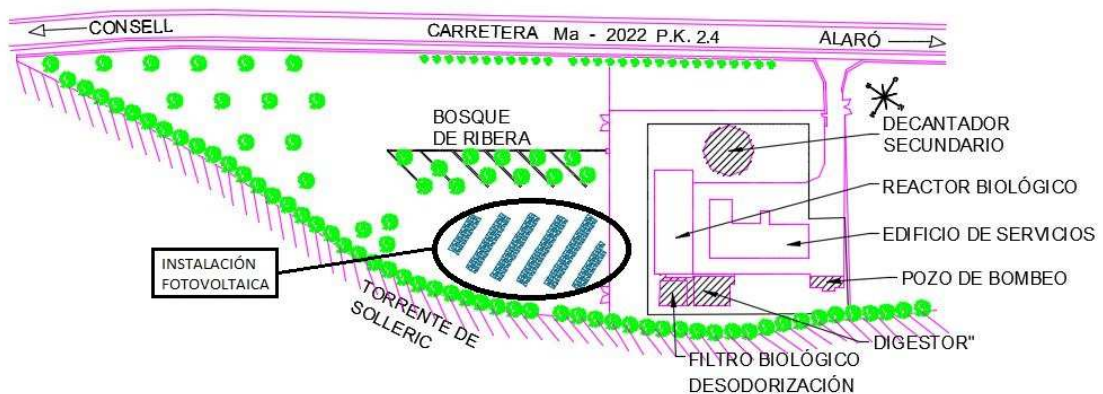 CONSELL
CARRETERA Ma - 2022 P.K. 2.4
ALARÓ
BOSQUE
DE RIBERA
DECANTADOR
SECUNDARIO
REACTOR BIOLÓGICO
EDIFICIO DE SERVICIOS
INSTALACIÓN
FOTOVOLTAICA
POZO DE BOMBEO
TORRENTE DE
SOLLERIC
DIGESTOR"
FILTRO BIOLÓGICO
DESODORIZACIÓN